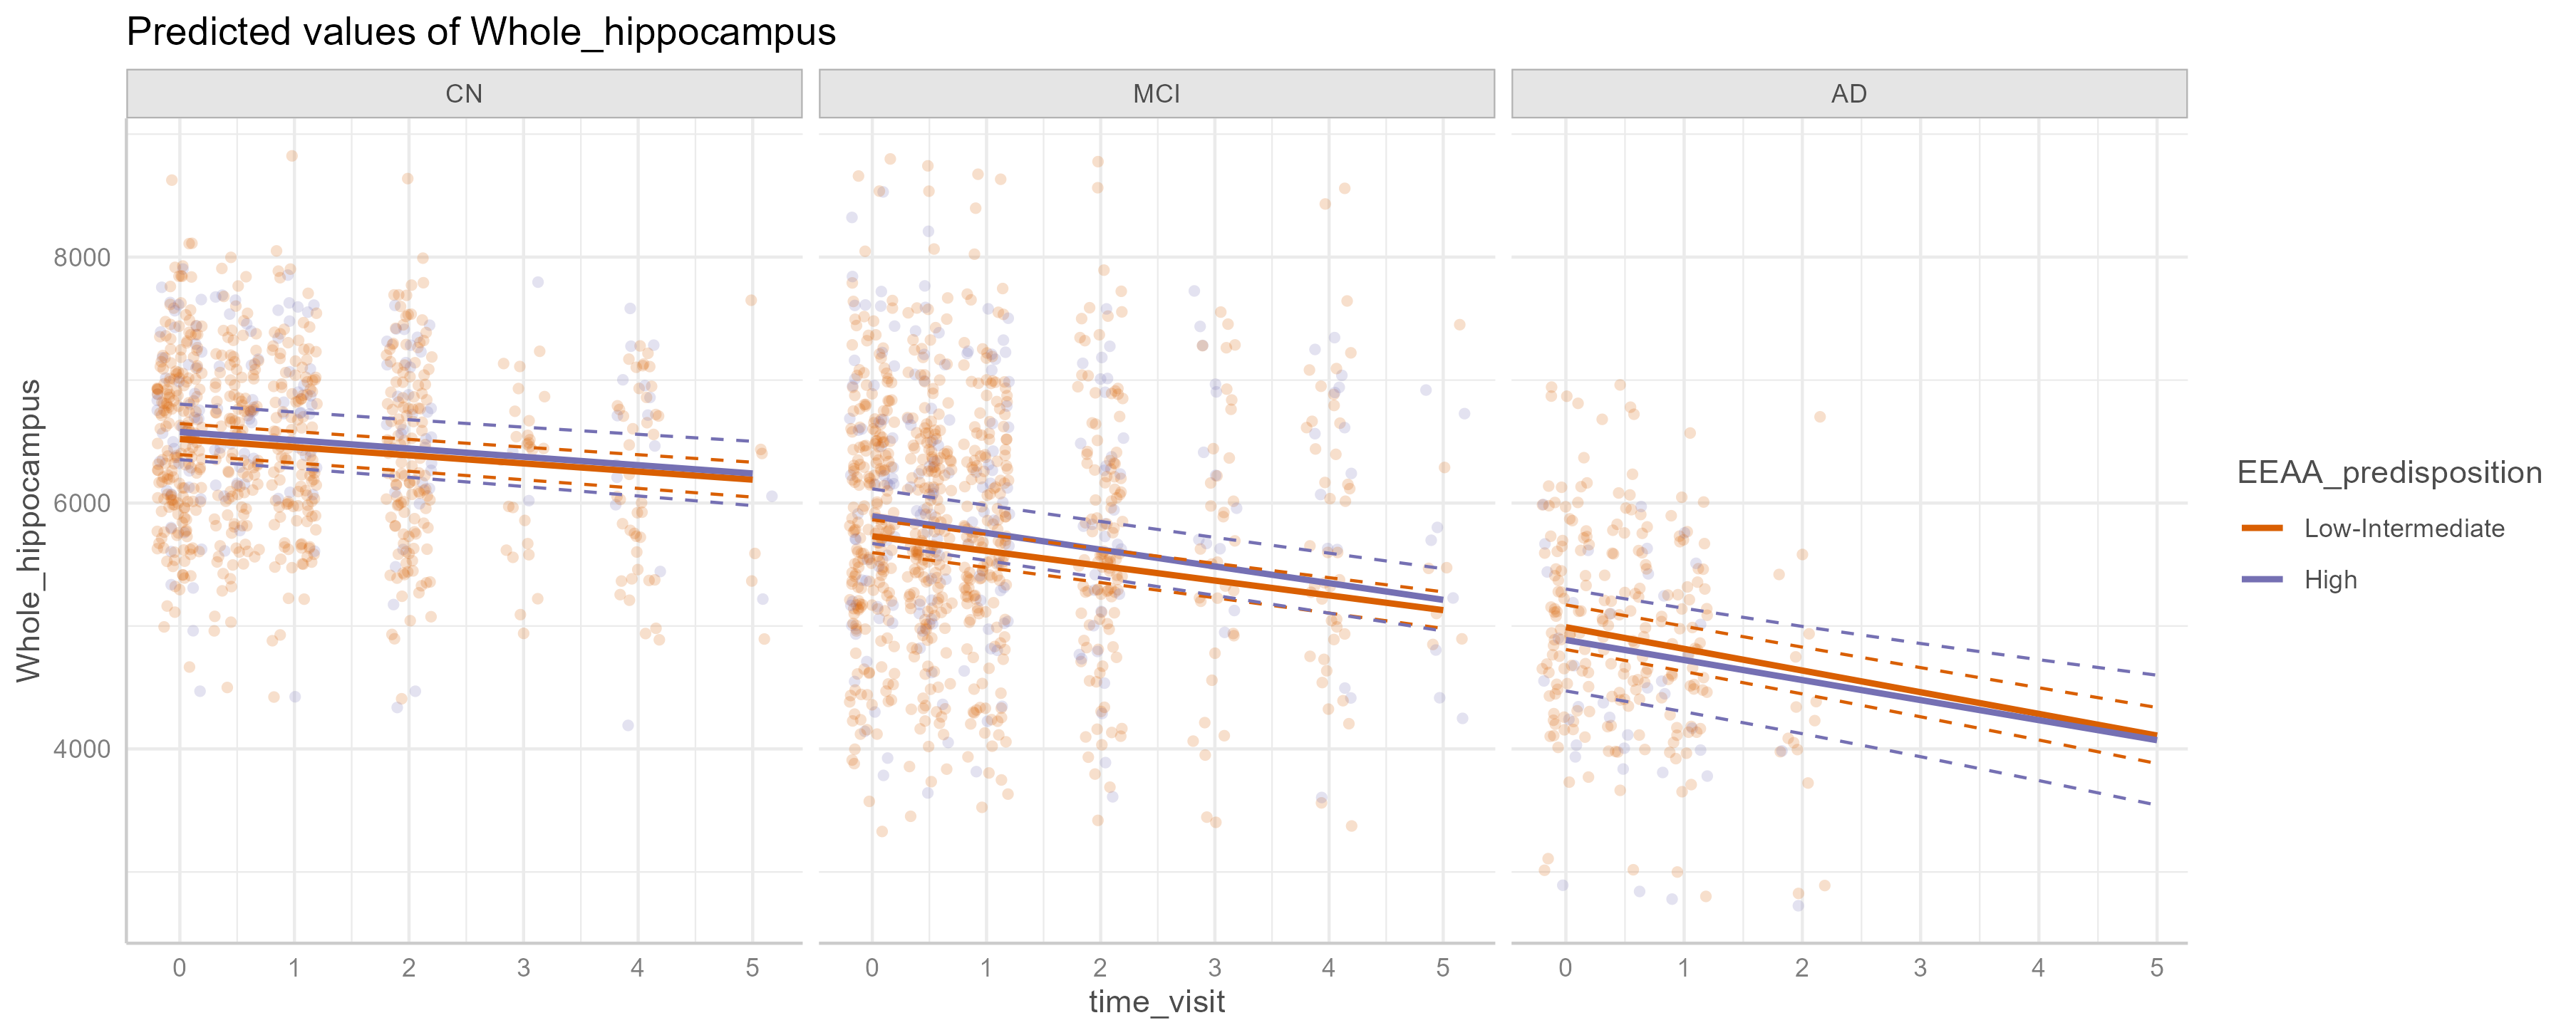 Predicted values of Whole_hippocampus
CN
MCI
AD
Whole_hippocampus
8000
6000
4000
0 1 2 3 4 5
0 1 2 3 4 5
0 1 2 3 4 5
time_visit
EEAA_predisposition
Low-Intermediate
High